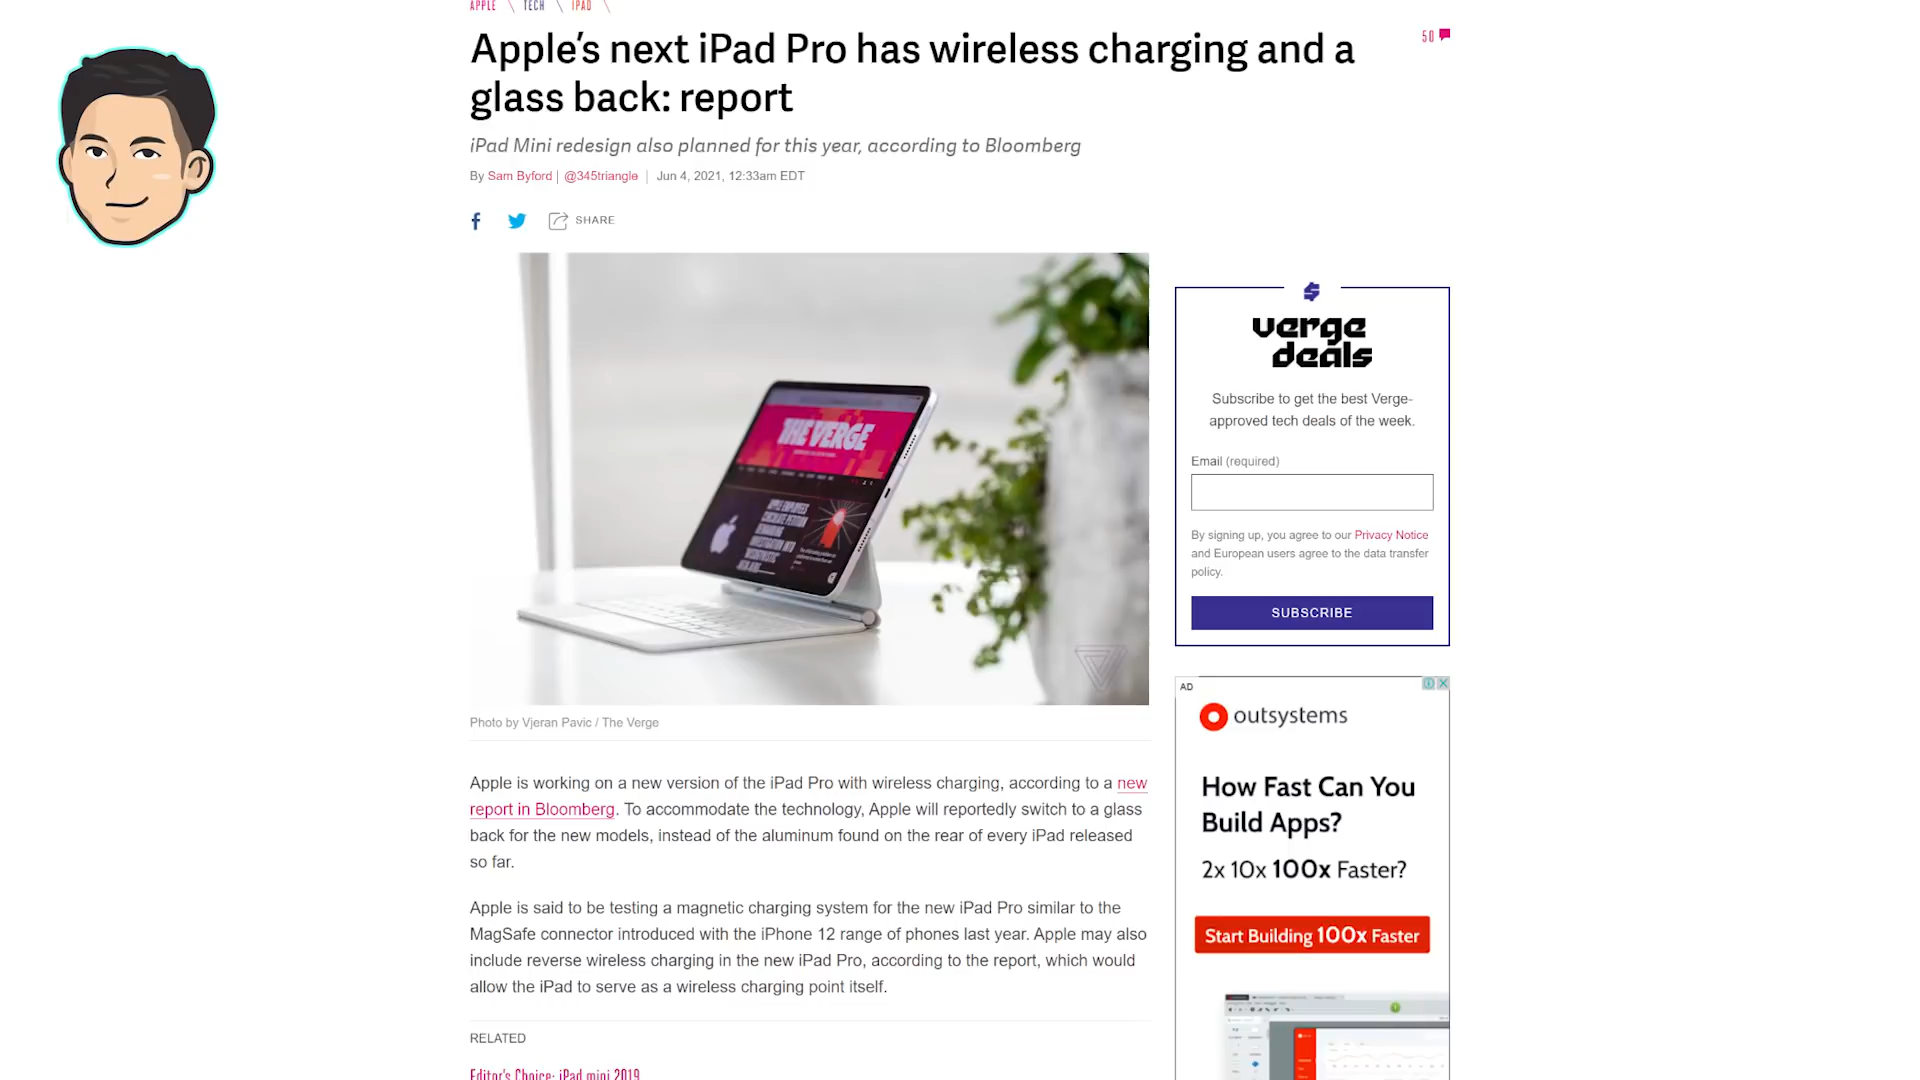 APPLE \ TECH \ IPAD \
Apple's next iPad Pro has wireless charging and a
glass back: report
50
iPad Mini redesign also planned for this year, according to Bloomberg
By Sam Byford | @345triangle | Jun 4, 2021, 12:33am EDT
SHARE
THE VERGE
APPLE EMPLOYEES
CIRCULATE PETITION
DEMANDING
INVESTIGATION INTO
verge
deals
Subscribe to get the best Verge-
approved tech deals of the week.
Email (required)
By signing up, you agree to our Privacy Notice
and European users agree to the data transfer
policy.
SUBSCRIBE
Photo by Vjeran Pavic / The Verge
Apple is working on a new version of the iPad Pro with wireless charging, according to a new
report in Bloomberg. To accommodate the technology, Apple will reportedly switch to a glass
back for the new models, instead of the aluminum found on the rear of every iPad released
so far.
Apple is said to be testing a magnetic charging system for the new iPad Pro similar to the
MagSafe connector introduced with the iPhone 12 range of phones last year. Apple may also
include reverse wireless charging in the new iPad Pro, according to the report, which would
allow the iPad to serve as a wireless charging point itself.
RELATED
Editor's Choice: iPad mini 2019
AD
outsystems
How Fast Can You
Build Apps?
2x 10x 100x Faster?
Start Building 100x Faster